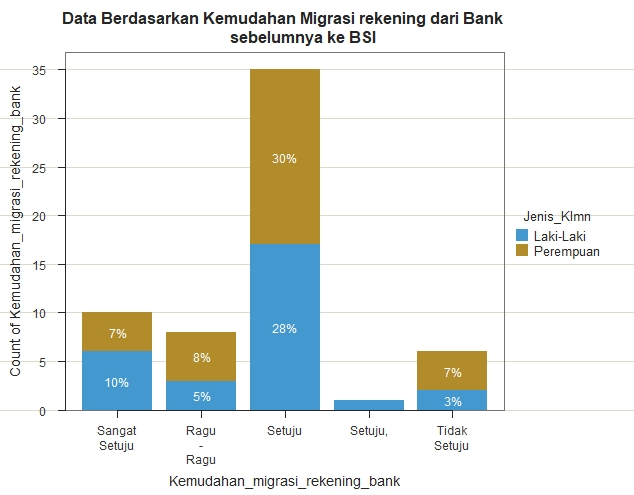 Data Berdasarkan Kemudahan Migrasi rekening dari Bank
sebelumnya ke BSI
Count of Kemudahan_migrasi_rekening_bank
35
30
25
20
15
10
5
0
7%
10%
8%
5%
30%
28%
7%
3%
Sangat
Setuju
Ragu
-
Ragu
Setuju
Setuju,
Tidak
Setuju
Kemudahan_migrasi_rekening_bank
Jenis_Klmn
Laki-Laki
Perempuan